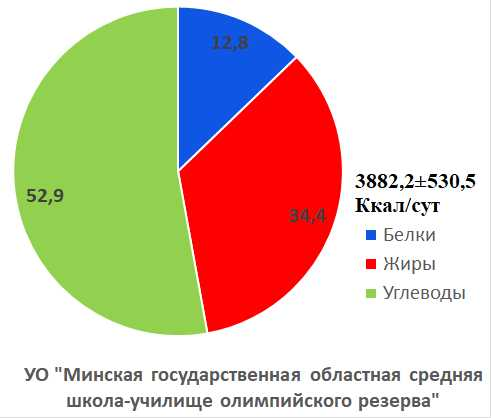 12,8
52,9
34,4
3882,2±530,5
Ккал/сут
Белки
Жиры
Углеводы
УО "Минская государственная областная средняя
школа-училище олимпийского резерва"